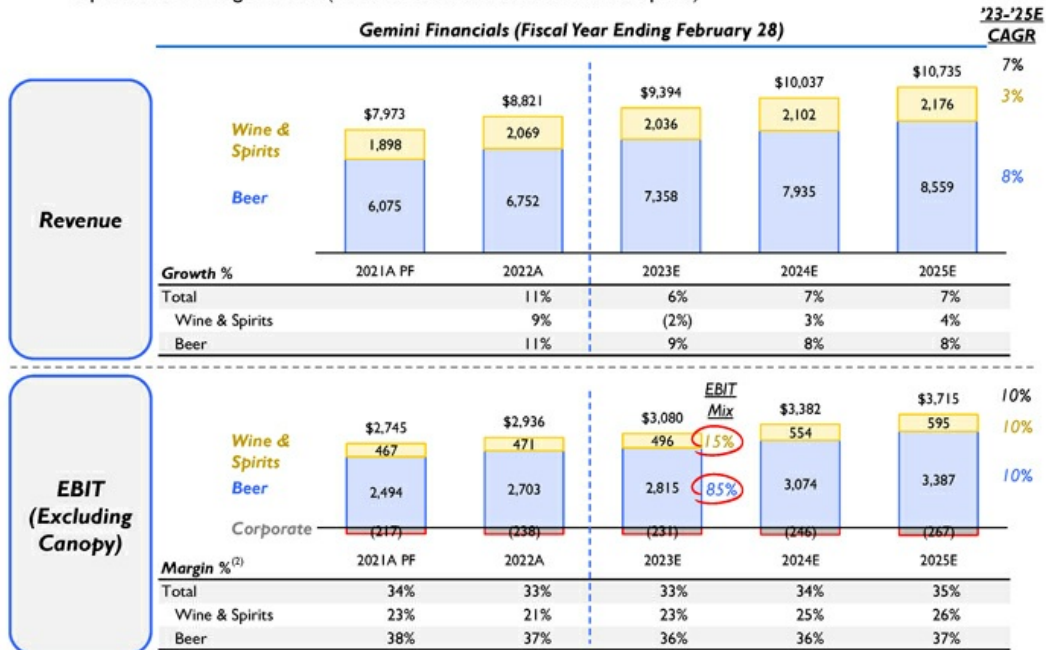 Gemini Financials (Fiscal Year Ending February 28)
'23-'25E
CAGR
Revenue
Wine &
Spirits
Beer
$7,973
1,898
6,075
$8,821
2,069
6,752
$9,394
2,036
7,358
$10,037
2,102
7,935
$10,735
2,176
8,559
7%
3%
8%
Growth % 2021A PF 2022A 2023E 2024E 2025E
Total 11% 6% 7% 7%
Wine & Spirits 9% (2%) 3% 4%
Beer 11% 9% 8% 8%
EBIT
(Excluding
Canopy)
Wine &
Spirits
Beer
Corporate
$2,745
467
2,494
(217)
$2,936
471
2,703
(238)
$3,080
496
2,815
(231)
EBIT
Mix
15%
85%
$3,382
554
3,074
(246)
$3,715
595
3,387
(267)
10%
10%
10%
Margin %(2) 2021A PF 2022A 2023E 2024E 2025E
Total 34% 33% 33% 34% 35%
Wine & Spirits 23% 21% 23% 25% 26%
Beer 38% 37% 36% 36% 37%